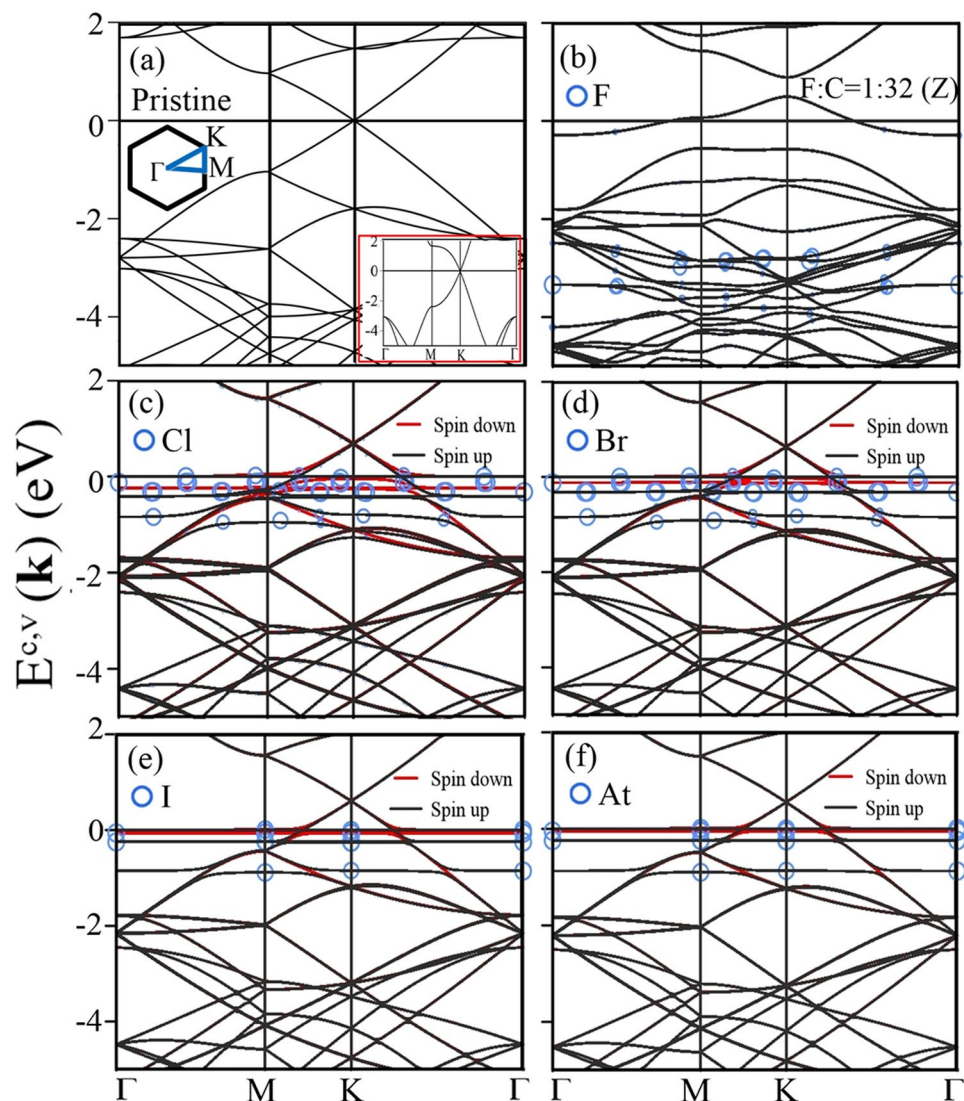 (a)
Pristine
K
Γ
M
2
0
-2
-4
2
0
-2
-4
Γ
M
K
Γ
(b)
F
F:C=1:32 (Z)
(c)
Cl
Spin down
Spin up
2
0
-2
-4
(d)
Br
Spin down
Spin up
E^c,v (k) (eV)
(e)
I
Spin down
Spin up
2
0
-2
-4
Γ
M
K
(f)
At
Spin down
Spin up
Γ
M
K
Γ